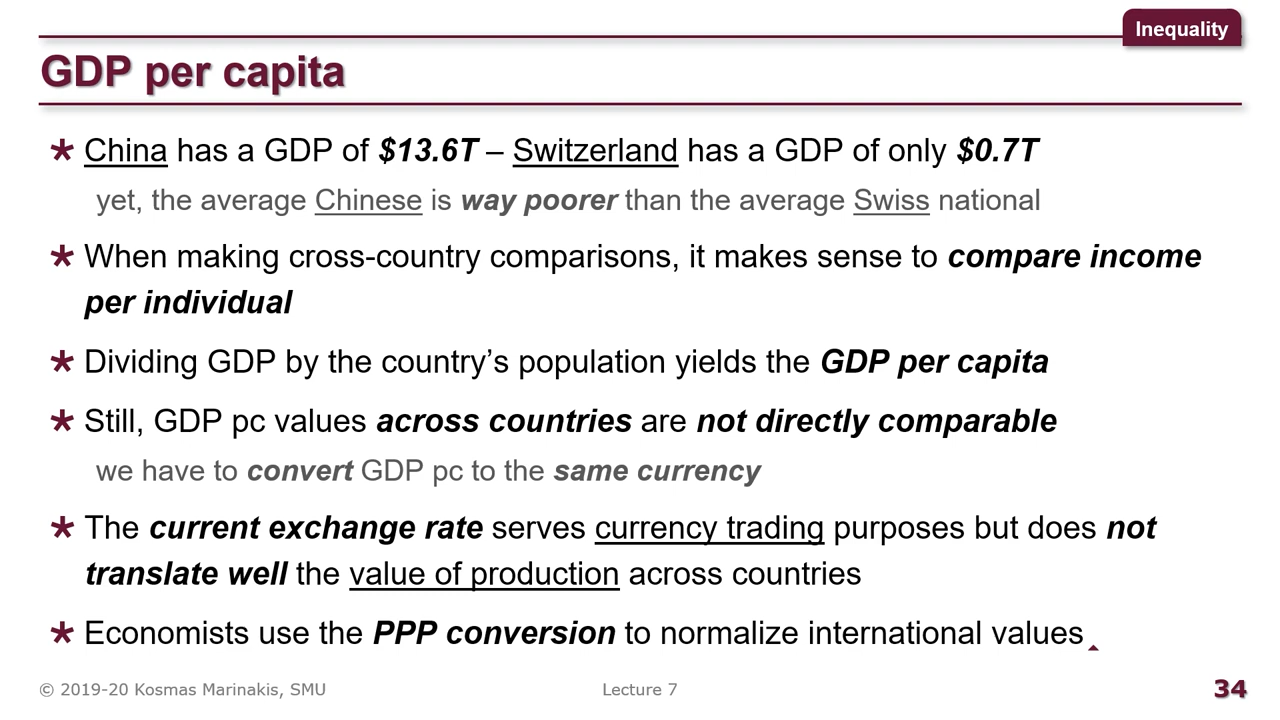 Inequality
GDP per capita
* China has a GDP of $13.6T – Switzerland has a GDP of only $0.7T
yet, the average Chinese is way poorer than the average Swiss national
* When making cross-country comparisons, it makes sense to compare income
per individual
* Dividing GDP by the country’s population yields the GDP per capita
* Still, GDP pc values across countries are not directly comparable
we have to convert GDP pc to the same currency
* The current exchange rate serves currency trading purposes but does not
translate well the value of production across countries
* Economists use the PPP conversion to normalize international values
© 2019-20 Kosmas Marinakis, SMU
Lecture 7
34